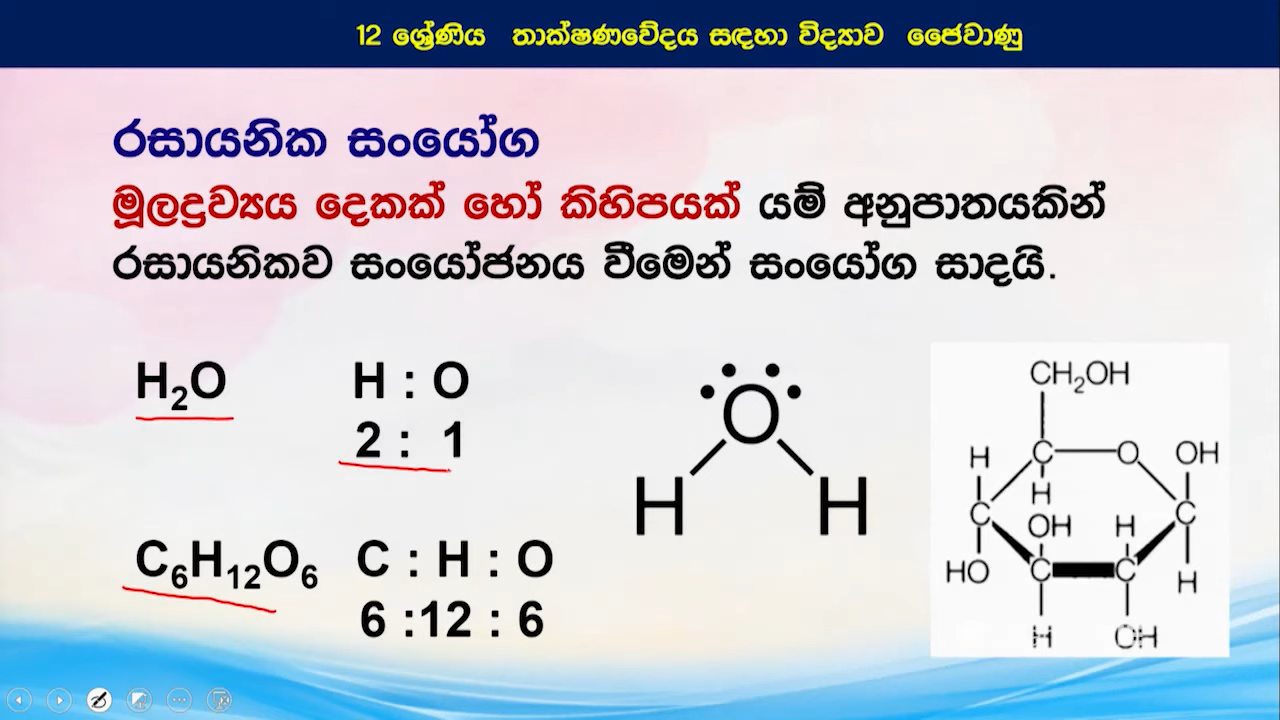 12 ශ්‍රේණිය තාක්ෂණවේදය සඳහා විද්‍යාව ජෛවාණු
රසායනික සංයෝග
මූලද්‍රව්‍යය දෙකක් හෝ කිහිපයක් යම් අනුපාතයකින්
රසායනිකව සංයෝජනය වීමෙන් සංයෝග සාදයි.
H₂O H : O
2 : 1
O
H H
C₆H₁₂O₆ C : H : O
6 :12 : 6
CH₂OH
H C O OH
H
C OH H C
HO C C H
H OH